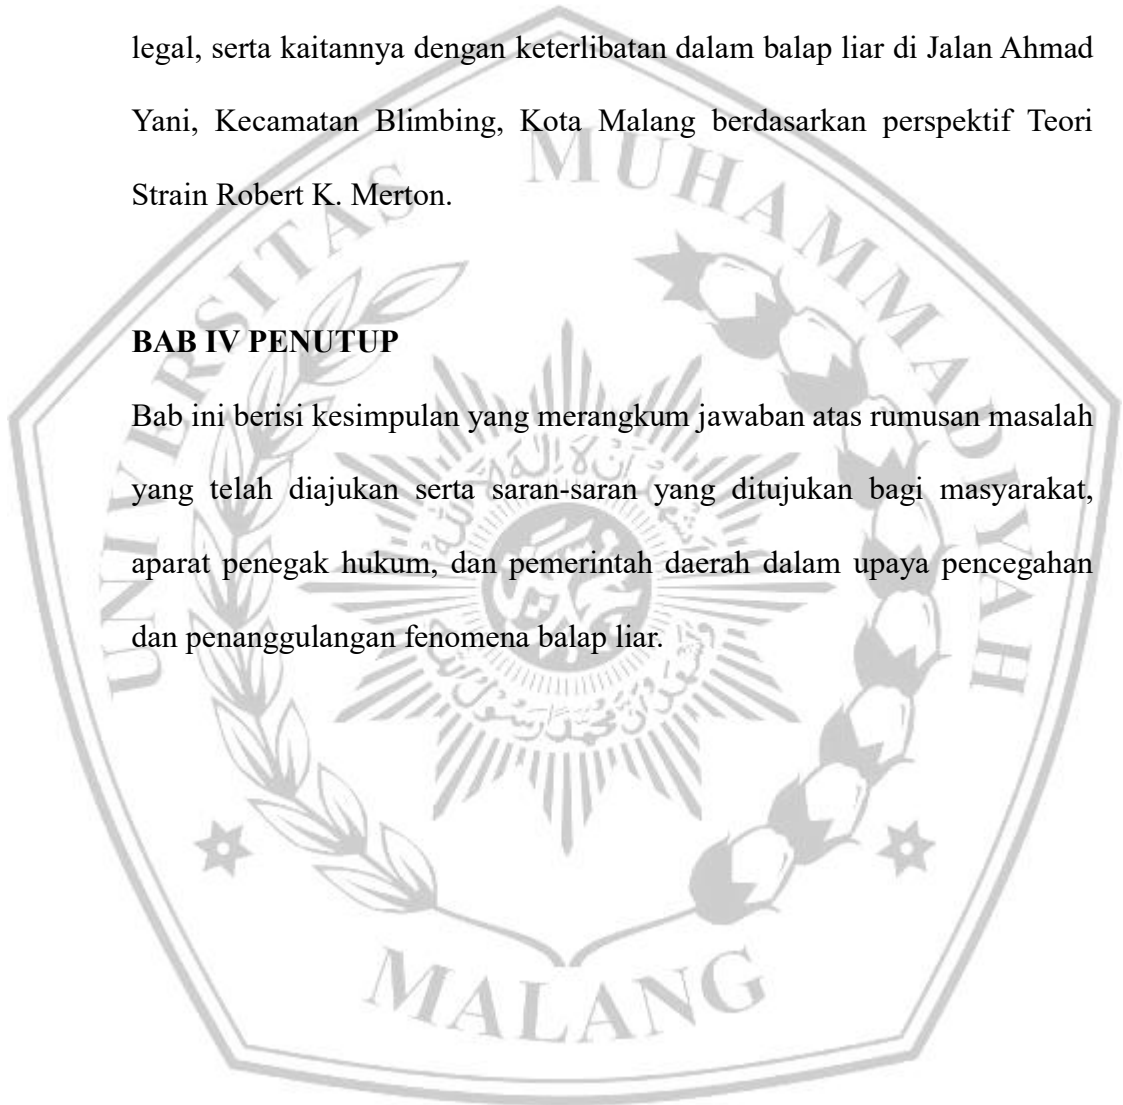 legal, serta kaitannya dengan keterlibatan dalam balap liar di Jalan Ahmad
Yani, Kecamatan Blimbing, Kota Malang berdasarkan perspektif Teori
Strain Robert K. Merton.
BAB IV PENUTUP
Bab ini berisi kesimpulan yang merangkum jawaban atas rumusan masalah
yang telah diajukan serta saran-saran yang ditujukan bagi masyarakat,
aparat penegak hukum, dan pemerintah daerah dalam upaya pencegahan
dan penanggulangan fenomena balap liar.
UNIVERSITAS MUHAMMADIYAH
MALANG